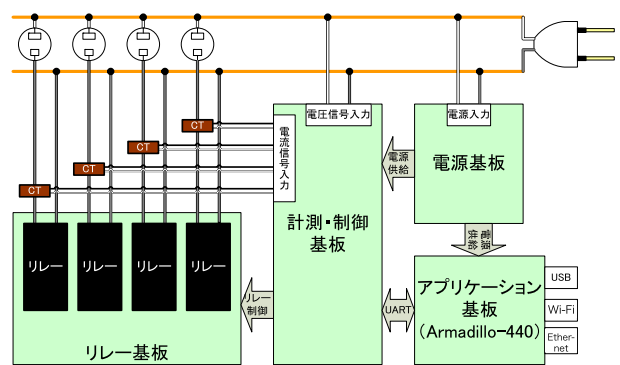 電圧信号入力
電源入力
CT
電流信号入力
電源
供給
電源基板
CT
CT
CT
計測・制御
基板
電源
供給
リレー
リレー
リレー
リレー
リレー
制御
UART
アプリケーション
基板
(Armadillo-440)
USB
Wi-Fi
Ether-
net
リレー基板